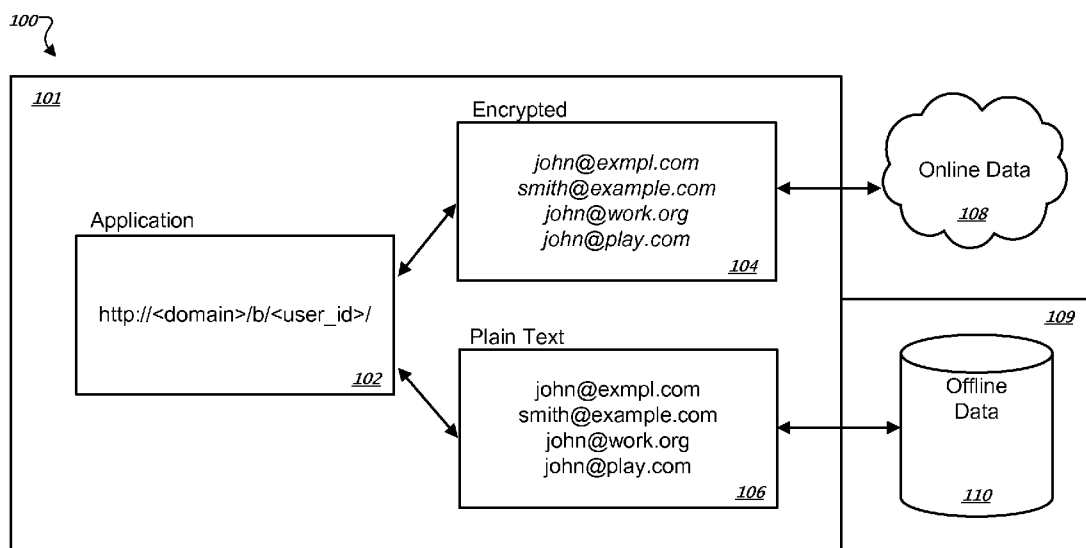 100
101
Encrypted
john@exmpl.com
smith@example.com
john@work.org
john@play.com
104
Online Data
108
Application
http://<domain>/b/<user_id>/
102
Plain Text
john@exmpl.com
smith@example.com
john@work.org
john@play.com
106
109
Offline
Data
110